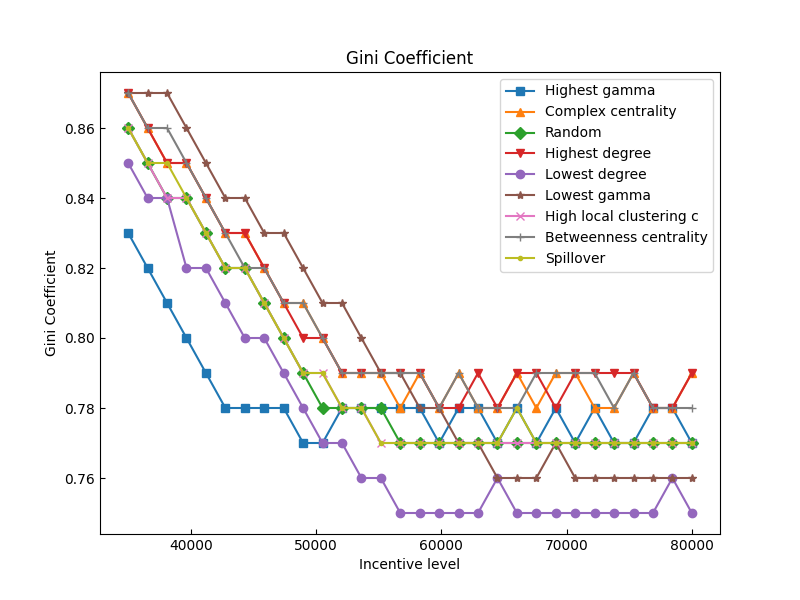 Gini Coefficient
Gini Coefficient
0.86
0.84
0.82
0.80
0.78
0.76
40000
50000
60000
70000
80000
Incentive level
Highest gamma
Complex centrality
Random
Highest degree
Lowest degree
Lowest gamma
High local clustering c
Betweenness centrality
Spillover